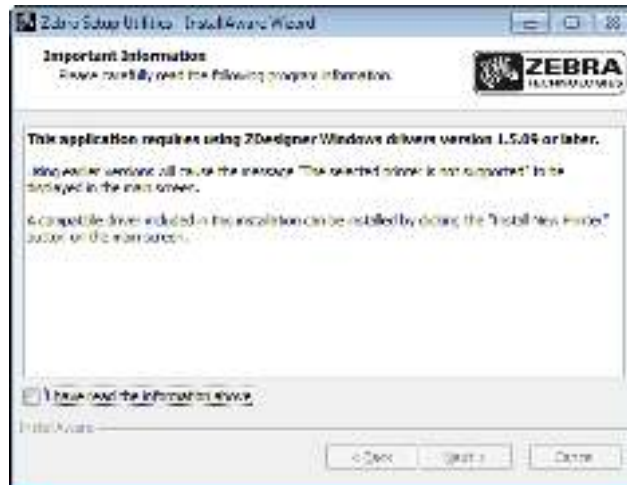 Zebra Setup Utilities - InstallAware Wizard
Important Information
Please carefully read the following program information.
ZEBRA
TECHNOLOGIES
This application requires using ZDesigner Windows drivers version 1.5.09 or later.
Using earlier versions will cause the message "The selected printer is not supported" to be
displayed in the main screen.
A compatible driver included in this installation can be installed by clicking the "Install New Printer"
button on the main screen.
I have read the information above
InstallAware
< Back
Next >
Cancel